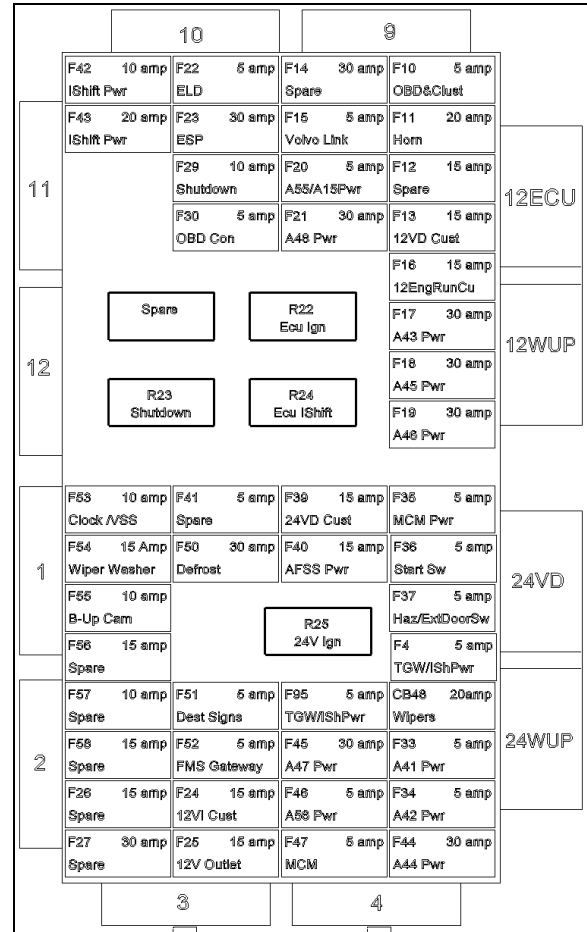 10 9
F42 10 amp F22 5 amp F14 30 amp F10 5 amp
IShift Pwr ELD Spare OBD&Clust
F43 20 amp F23 30 amp F15 5 amp F11 20 amp
IShift Pwr ESP Volvo Link Horn
F29 10 amp F20 5 amp F12 15 amp
Shutdown A55/A15Pwr Spare
11 12ECU
F30 5 amp F21 30 amp F13 15 amp
OBD Con A48 Pwr 12VD Cust
F16 15 amp
12EngRunCu
Spare R22 F17 30 amp
Ecu Ign A43 Pwr
12 12WUP
F18 30 amp
A45 Pwr
R23 R24 F19 30 amp
Shutdown Ecu IShift A46 Pwr
F53 10 amp F41 5 amp F39 15 amp F35 5 amp
Clock /VSS Spare 24VD Cust MCM Pwr
F54 15 Amp F50 30 amp F40 15 amp F36 5 amp
Wiper Washer Defrost AFSS Pwr Start Sw
1 24VD
F55 10 amp F37 5 amp
B-Up Cam Haz/ExtDoorSw
R25
24V Ign
F56 15 amp F4 5 amp
Spare TGW/IShPwr
F57 10 amp F51 5 amp F95 5 amp CB48 20amp
Spare Dest Signs TGW/IShPwr Wipers
2 24WUP
F58 15 amp F52 5 amp F45 30 amp F33 5 amp
Spare FMS Gateway A47 Pwr A41 Pwr
F26 15 amp F24 15 amp F46 5 amp F34 5 amp
Spare 12VI Cust A58 Pwr A42 Pwr
F27 30 amp F25 15 amp F47 5 amp F44 30 amp
Spare 12V Outlet MCM A44 Pwr
3 4